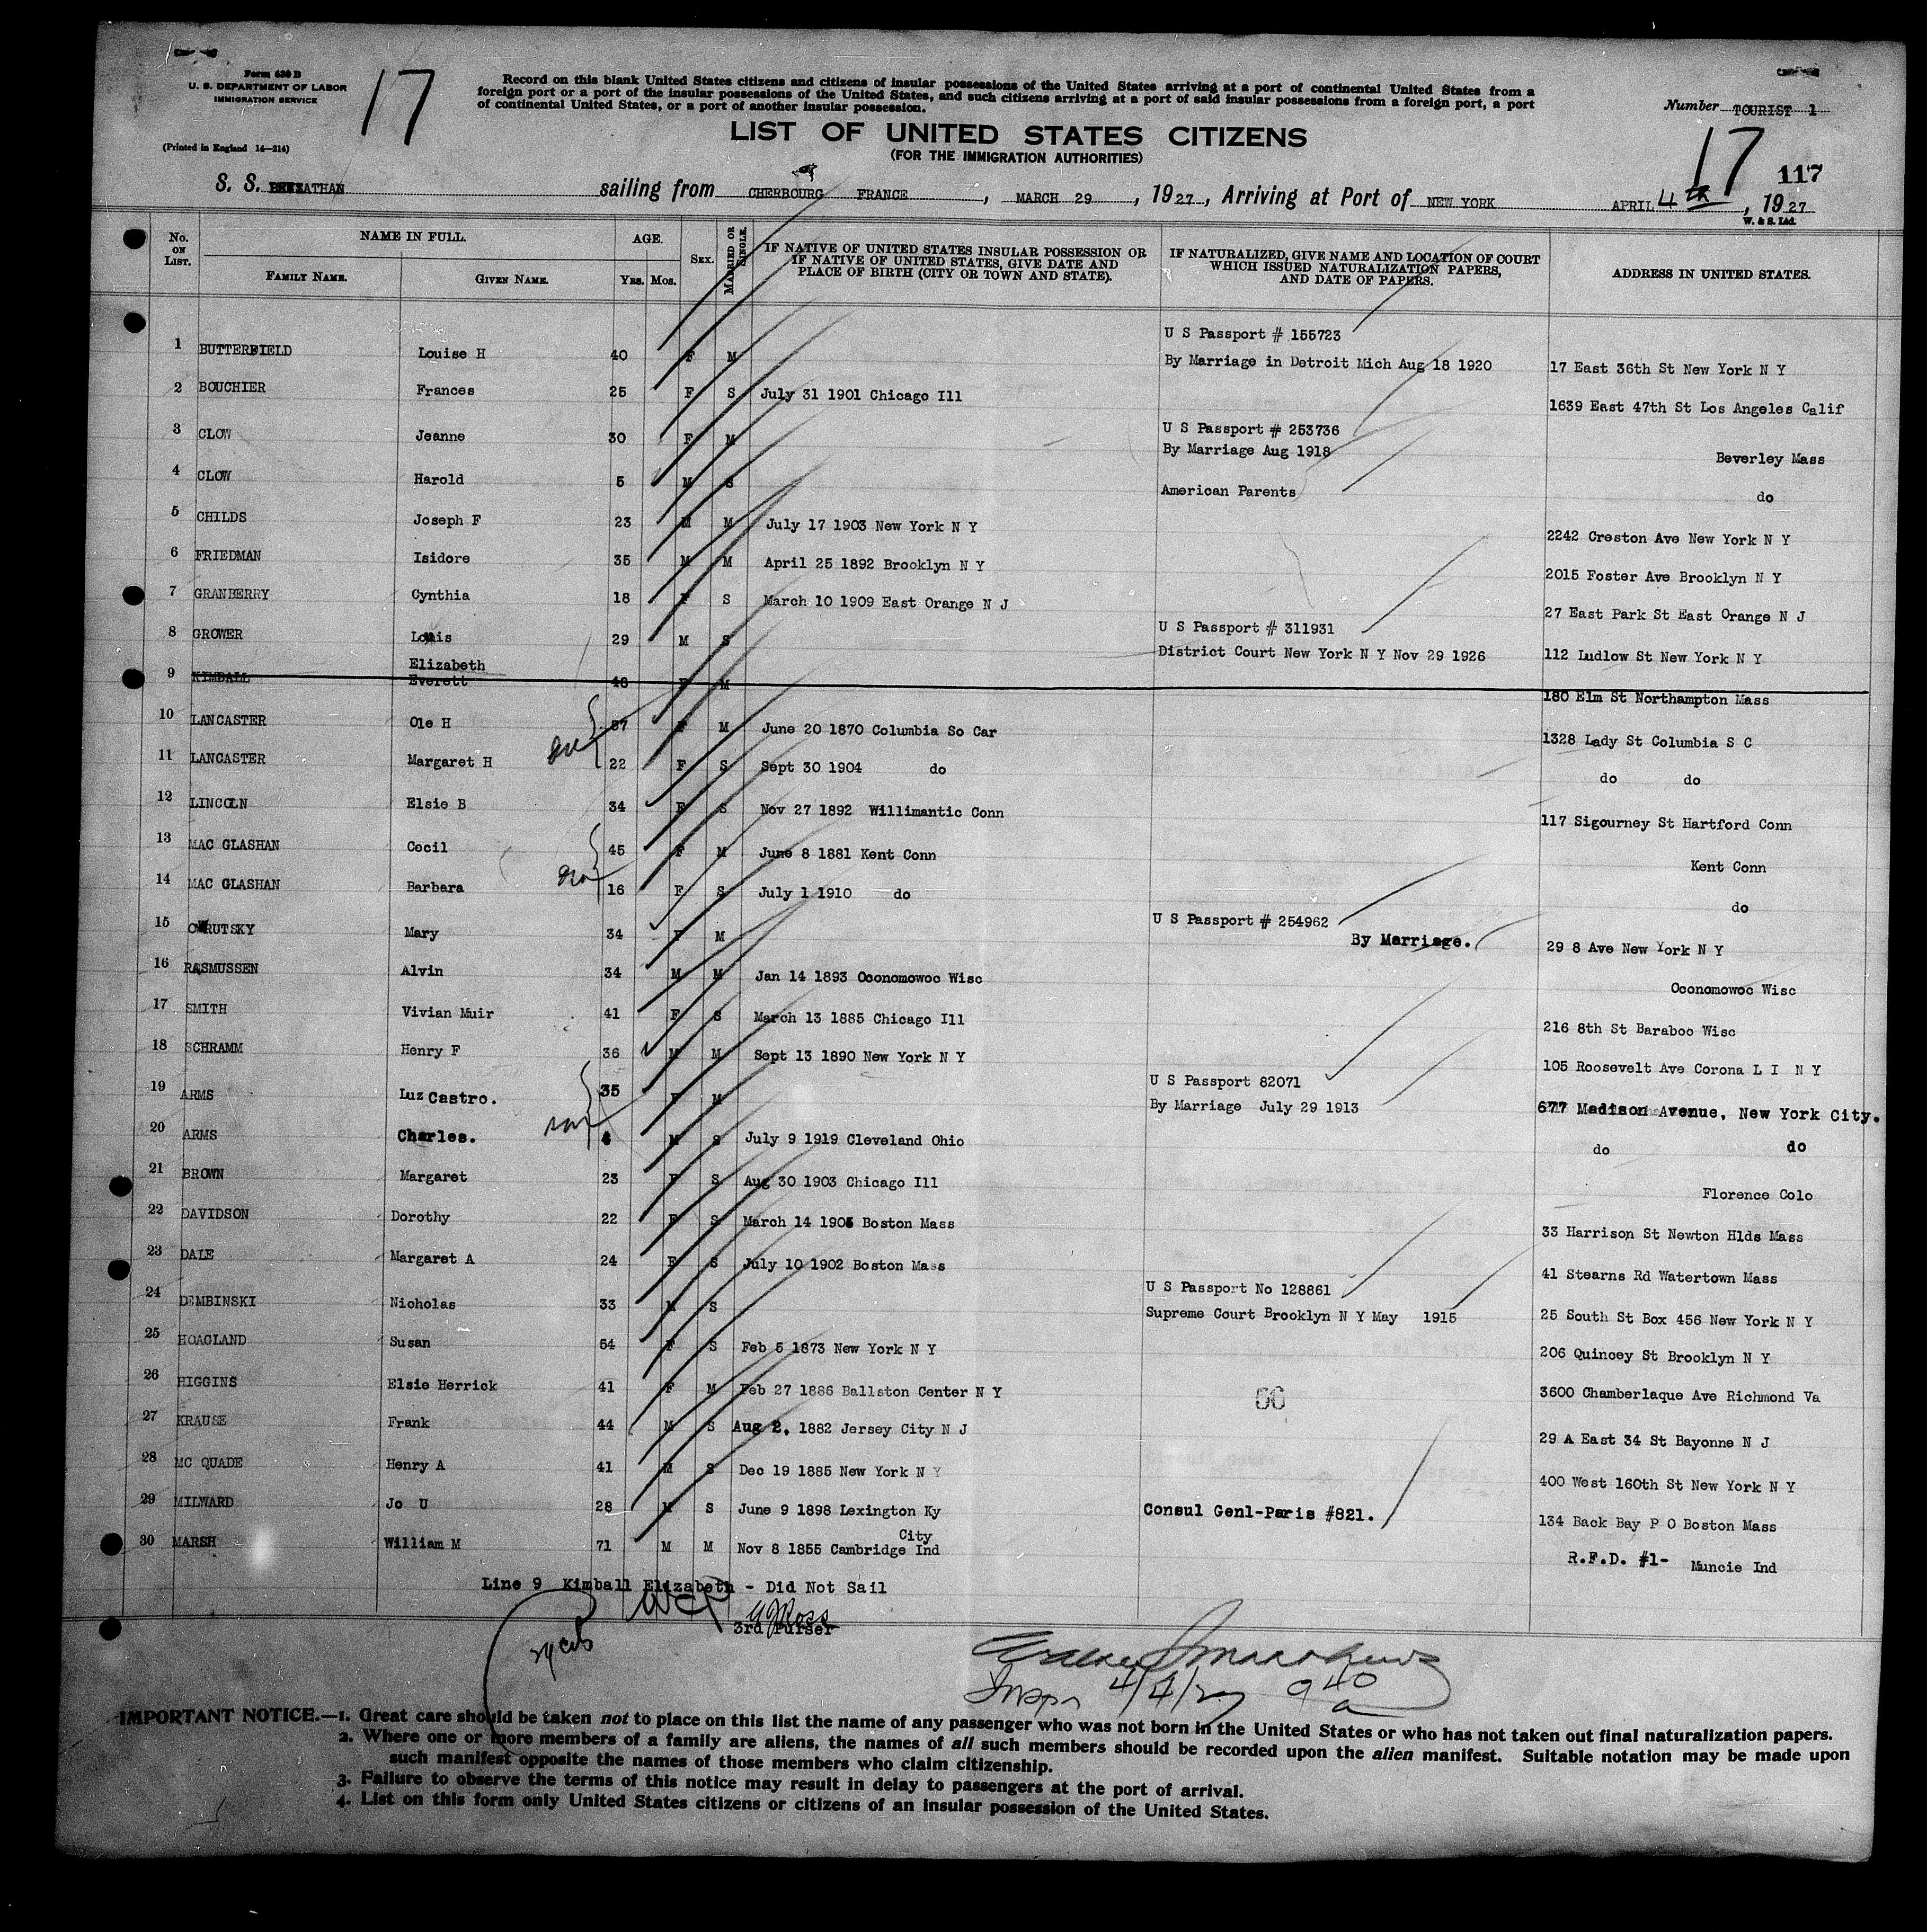 Form 630 B
U. S. DEPARTMENT OF LABOR
IMMIGRATION SERVICE
(Printed in England 14—214)
17
Record on this blank United States citizens and citizens of insular possessions of the United States arriving at a port of continental United States from a
foreign port or a port of the insular possessions of the United States, and such citizens arriving at a port of said insular possessions from a foreign port, a port
of continental United States, or a port of another insular possession.
Number TOURIST 1
LIST OF UNITED STATES CITIZENS
(FOR THE IMMIGRATION AUTHORITIES)
17 117
S. S. ATHAN sailing from CHERBOURG FRANCE, MARCH 29, 1927, Arriving at Port of NEW YORK APRIL 4th, 1927
W. & S. Ltd.
No. ON LIST. NAME IN FULL. FAMILY NAME. GIVEN NAME. AGE. YRS. MOS. SEX. MARRIED OR SINGLE. IF NATIVE OF UNITED STATES INSULAR POSSESSION OR IF NATIVE OF UNITED STATES, GIVE DATE AND PLACE OF BIRTH (CITY OR TOWN AND STATE). IF NATURALIZED, GIVE NAME AND LOCATION OF COURT WHICH ISSUED NATURALIZATION PAPERS, AND DATE OF PAPERS. ADDRESS IN UNITED STATES.
U S Passport # 155723
1 BUTTERFIELD Louise H 40 F M By Marriage in Detroit Mich Aug 18 1920 17 East 36th St New York N Y
2 BOUCHIER Frances 25 F S July 31 1901 Chicago Ill 1639 East 47th St Los Angeles Calif
U S Passport # 253736
3 CLOW Jeanne 30 F M By Marriage Aug 1918 Beverley Mass
4 CLOW Harold 5 M S American Parents do
5 CHILDS Joseph F 23 M M July 17 1903 New York N Y 2242 Creston Ave New York N Y
6 FRIEDMAN Isidore 35 M M April 25 1892 Brooklyn N Y 2015 Foster Ave Brooklyn N Y
7 GRANBERRY Cynthia 18 F S March 10 1909 East Orange N J 27 East Park St East Orange N J
U S Passport # 311931
8 GROWER Louis 29 M S District Court New York N Y Nov 29 1926 112 Ludlow St New York N Y
Elizabeth
9 KIMBALL Everett 48 F M 180 Elm St Northampton Mass
10 LANCASTER Ole H 57 F M June 20 1870 Columbia So Car 1328 Lady St Columbia S C
11 LANCASTER Margaret H 22 F S Sept 30 1904 do do do
12 LINCOLN Elsie B 34 F S Nov 27 1892 Willimantic Conn 117 Sigourney St Hartford Conn
13 MAC GLASHAN Cecil 45 F M June 8 1881 Kent Conn Kent Conn
14 MAC GLASHAN Barbara 16 F S July 1 1910 do do
U S Passport # 254962
15 OWRUTSKY Mary 34 F M By Marriage. 29 8 Ave New York N Y
16 RASMUSSEN Alvin 34 M M Jan 14 1893 Oconomowoc Wisc Oconomowoc Wisc
17 SMITH Vivian Muir 41 F S March 13 1885 Chicago Ill 216 8th St Baraboo Wisc
18 SCHRAMM Henry F 36 M M Sept 13 1890 New York N Y 105 Roosevelt Ave Corona L I N Y
U S Passport 82071
19 ARMS Luz Castro. 35 F M By Marriage July 29 1913 677 Madison Avenue, New York City.
20 ARMS Charles. M S July 9 1919 Cleveland Ohio do do
21 BROWN Margaret 23 F S Aug 30 1903 Chicago Ill Florence Colo
22 DAVIDSON Dorothy 22 F S March 14 1905 Boston Mass 33 Harrison St Newton Hlds Mass
23 DALE Margaret A 24 F S July 10 1902 Boston Mass 41 Stearns Rd Watertown Mass
U S Passport No 128861
24 DEMBINSKI Nicholas 33 M S Supreme Court Brooklyn N Y May 1915 25 South St Box 456 New York N Y
25 HOAGLAND Susan 54 F S Feb 5 1873 New York N Y 206 Quincey St Brooklyn N Y
26 HIGGINS Elsie Herrick 41 F M Feb 27 1886 Ballston Center N Y 3600 Chamberlaque Ave Richmond Va
56
27 KRAUSE Frank 44 M S Aug 2, 1882 Jersey City N J 29 A East 34 St Bayonne N J
28 MC QUADE Henry A 41 M S Dec 19 1885 New York N Y 400 West 160th St New York N Y
29 MILWARD Jo U 28 M S June 9 1898 Lexington Ky Consul Genl-Paris #821. 134 Back Bay P O Boston Mass
City
30 MARSH William M 71 M M Nov 8 1855 Cambridge Ind R.F.D. #1- Muncie Ind
Line 9 Kimball Elizabeth - Did Not Sail
Ross
3rd Purser
Inspr 4/4/27 9 40 a
IMPORTANT NOTICE.—1. Great care should be taken not to place on this list the name of any passenger who was not born in the United States or who has not taken out final naturalization papers.
2. Where one or more members of a family are aliens, the names of all such members should be recorded upon the alien manifest. Suitable notation may be made upon
such manifest opposite the names of those members who claim citizenship.
3. Failure to observe the terms of this notice may result in delay to passengers at the port of arrival.
4. List on this form only United States citizens or citizens of an insular possession of the United States.